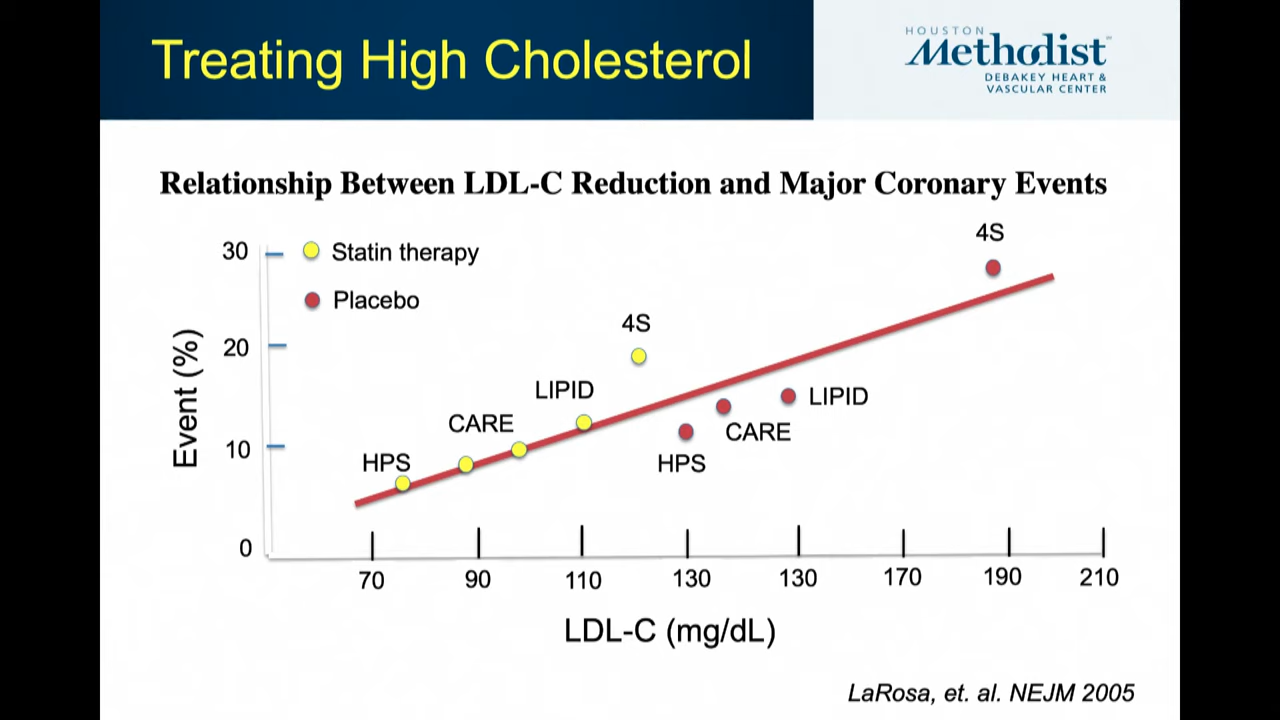 Treating High Cholesterol
HOUSTON
Methodist
DEBAKEY HEART &
VASCULAR CENTER
Relationship Between LDL-C Reduction and Major Coronary Events
30
20
10
0
Event (%)
Statin therapy
Placebo
4S
4S
LIPID
LIPID
CARE
CARE
HPS
HPS
70 90 110 130 130 170 190 210
LDL-C (mg/dL)
LaRosa, et. al. NEJM 2005